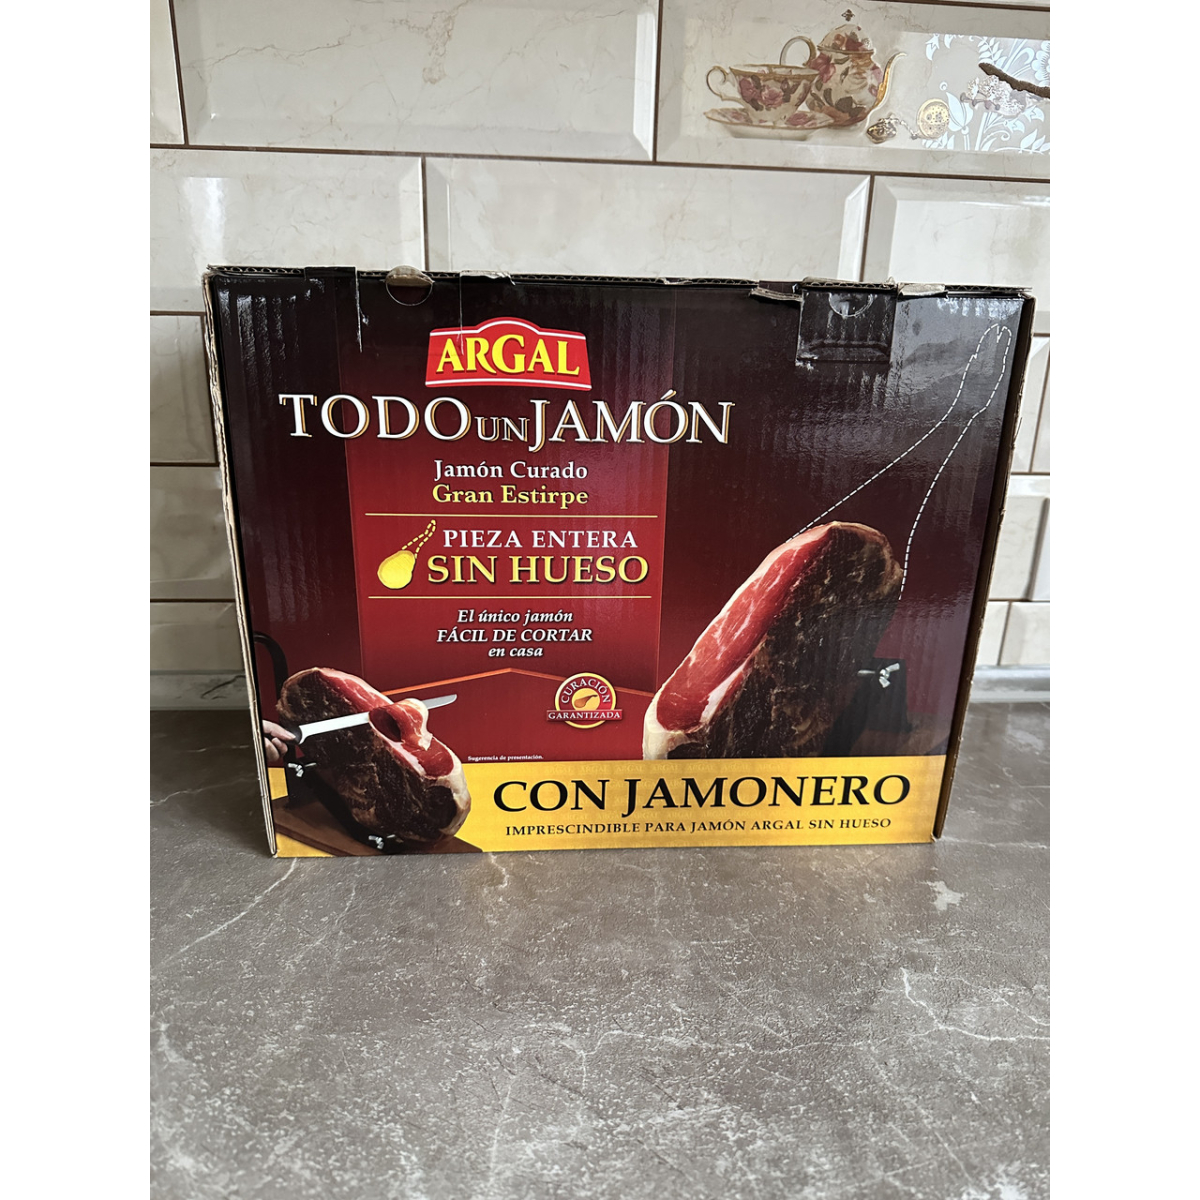 ARGAL
TODO UN JAMÓN
Jamón Curado
Gran Estirpe
PIEZA ENTERA
SIN HUESO
El único jamón
FÁCIL DE CORTAR
en casa
CURACIÓN
GARANTIZADA
Sugerencia de presentación.
CON JAMONERO
IMPRESCINDIBLE PARA JAMÓN ARGAL SIN HUESO